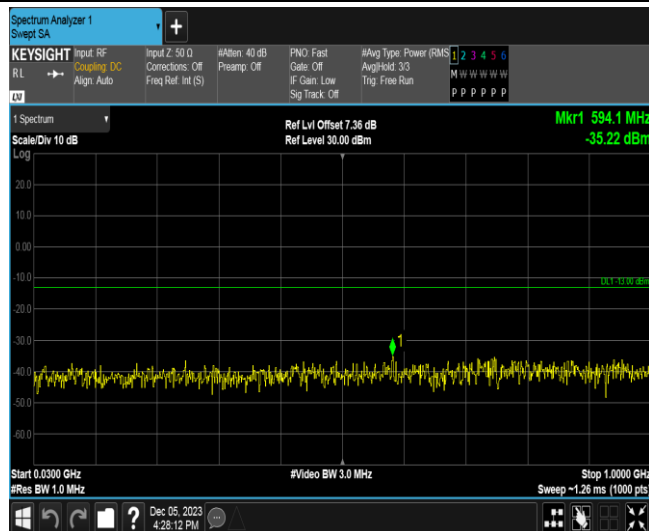 Spectrum Analyzer 1
Swept SA
+
KEYSIGHT
RL
Input: RF
Coupling: DC
Align: Auto
Input Z: 50 Ω
Corrections: Off
Freq Ref: Int (S)
#Atten: 40 dB
Preamp: Off
PNO: Fast
Gate: Off
IF Gain: Low
Sig Track: Off
#Avg Type: Power (RMS
Avg|Hold: 3/3
Trig: Free Run
1 2 3 4 5 6
M W W W W W
P P P P P P
1 Spectrum
Scale/Div 10 dB
Log
Ref Lvl Offset 7.36 dB
Ref Level 30.00 dBm
Mkr1 594.1 MHz
-35.22 dBm
20.0
10.0
0.00
-10.0
DL1 -13.00 dBm
-20.0
-30.0
1
-40.0
-50.0
-60.0
Start 0.0300 GHz
#Res BW 1.0 MHz
#Video BW 3.0 MHz
Stop 1.0000 GHz
Sweep ~1.26 ms (1000 pts)
?
Dec 05, 2023
4:28:12 PM